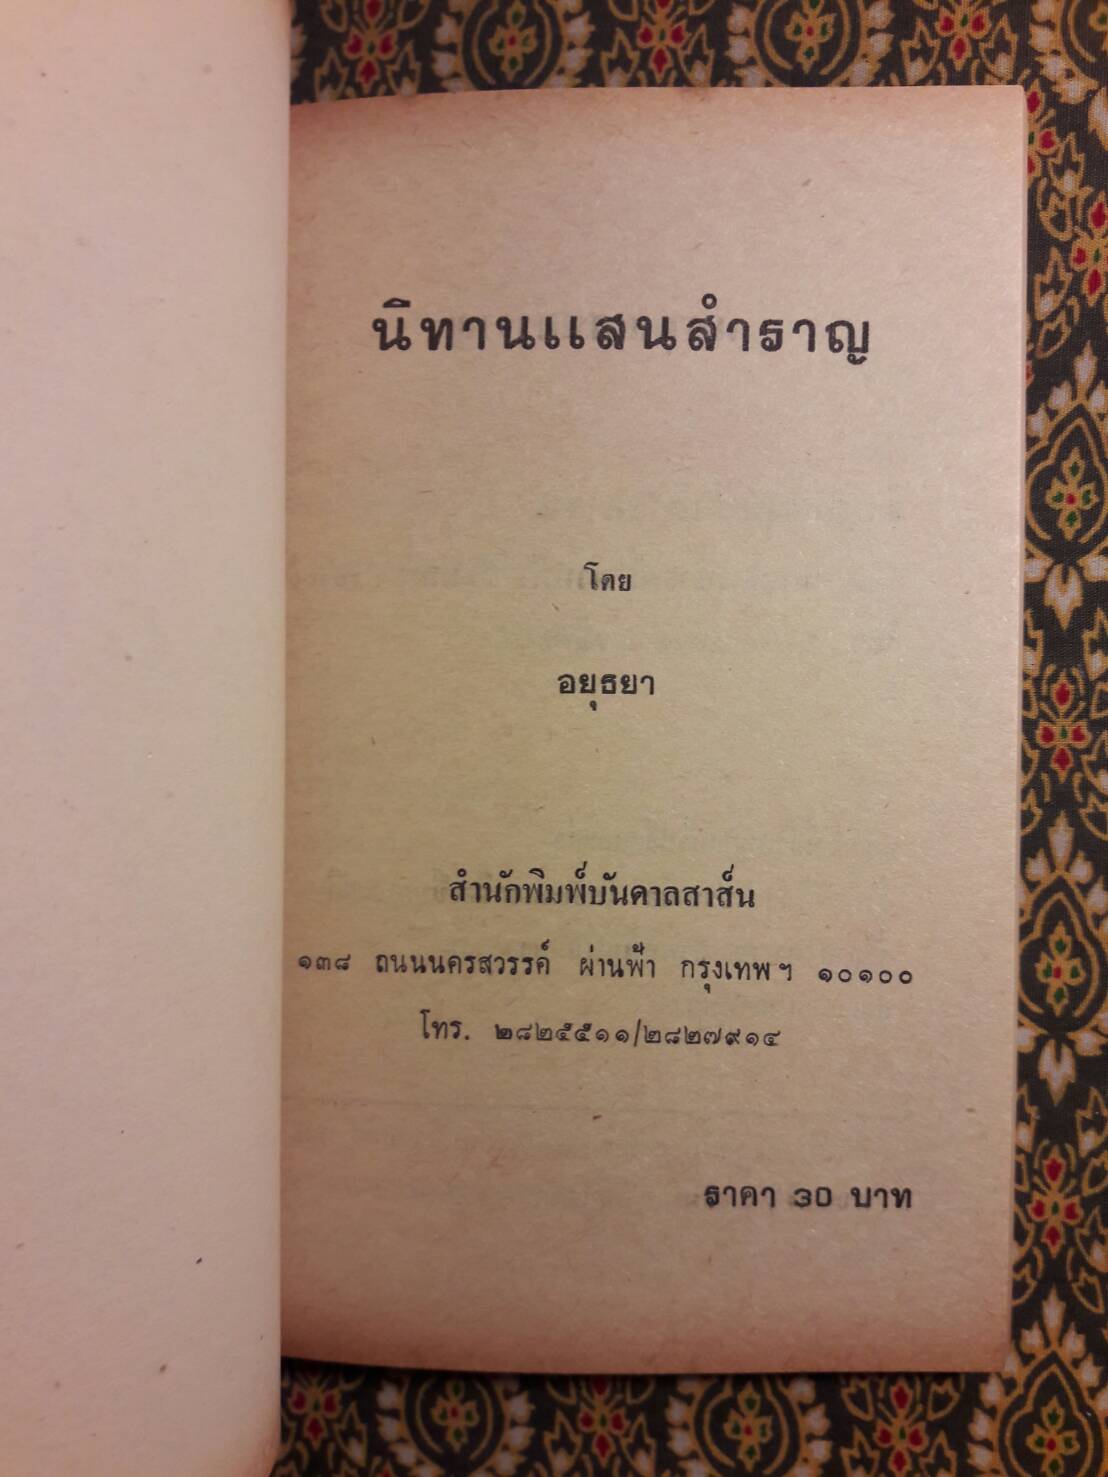 นิทานแสนสำราญ
โดย
อยุธยา
สำนักพิมพ์บันดาลสาส์น
๑๓๘ ถนนนครสวรรค์ ผ่านฟ้า กรุงเทพฯ ๑๐๑๐๐
โทร. ๒๘๒๕๕๑๑/๒๘๒๗๙๑๔
ราคา 30 บาท